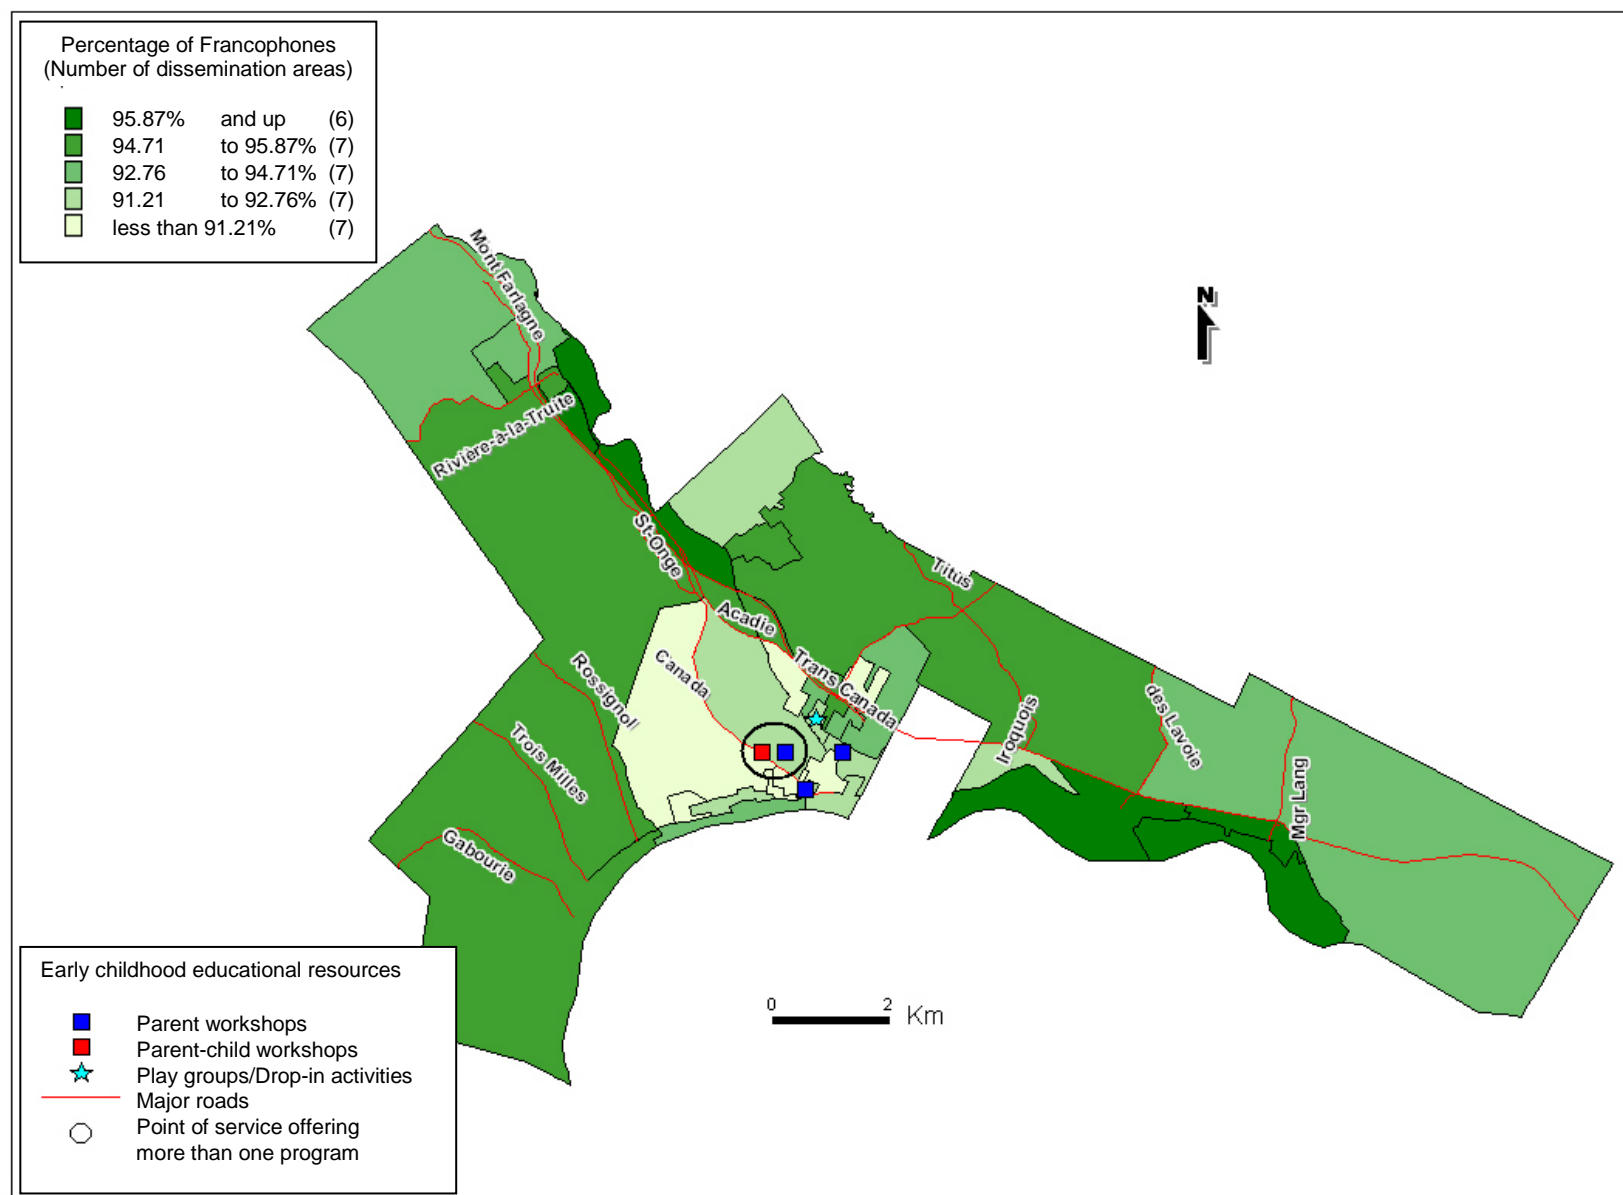 Percentage of Francophones
(Number of dissemination areas)
95.87% and up (6)
94.71 to 95.87% (7)
92.76 to 94.71% (7)
91.21 to 92.76% (7)
less than 91.21% (7)
Mont Farlagne
N
Rivière-à-la-Truite
St-Onge
Titus
Acadie
Canada
Rossignol
Trans Canada
Iroquois
des Lavoie
Trois Milles
Mgr Lang
Gabourie
0 2 Km
Early childhood educational resources
Parent workshops
Parent-child workshops
Play groups/Drop-in activities
Major roads
Point of service offering
more than one program